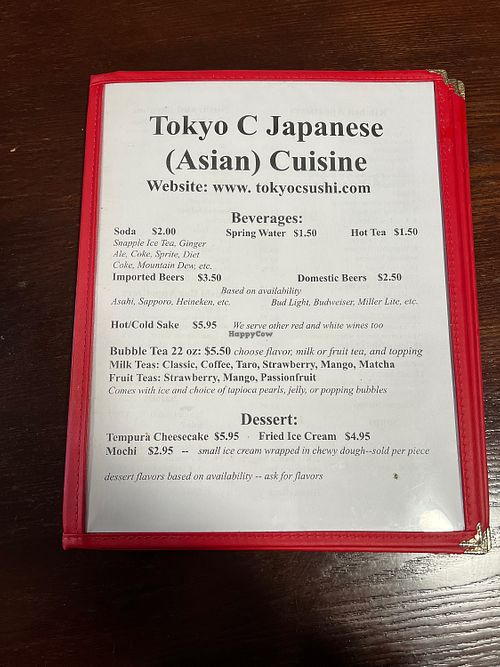 Tokyo C Japanese
(Asian) Cuisine
Website: www. tokyocsushi.com
Beverages:
Soda $2.00 Spring Water $1.50 Hot Tea $1.50
Snapple Ice Tea, Ginger
Ale, Coke, Sprite, Diet
Coke, Mountain Dew, etc.
Imported Beers $3.50 Domestic Beers $2.50
Based on availability
Asahi, Sapporo, Heineken, etc. Bud Light, Budweiser, Miller Lite, etc.
Hot/Cold Sake $5.95 We serve other red and white wines too
HappyCow
Bubble Tea 22 oz: $5.50 choose flavor, milk or fruit tea, and topping
Milk Teas: Classic, Coffee, Taro, Strawberry, Mango, Matcha
Fruit Teas: Strawberry, Mango, Passionfruit
Comes with ice and choice of tapioca pearls, jelly, or popping bubbles
Dessert:
Tempura Cheesecake $5.95 Fried Ice Cream $4.95
Mochi $2.95 -- small ice cream wrapped in chewy dough--sold per piece
dessert flavors based on availability -- ask for flavors